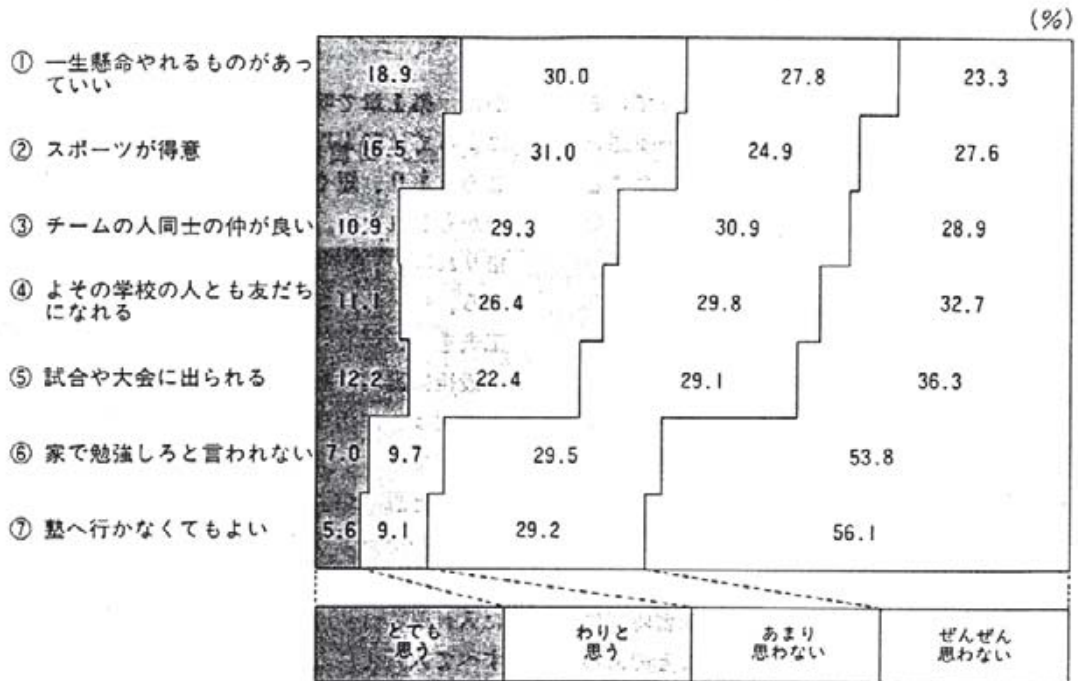 (%)
① 一生懸命やれるものがあっ
ていい
18.9 30.0 27.8 23.3
② スポーツが得意
16.5 31.0 24.9 27.6
③ チームの人同士の仲が良い
10.9 29.3 30.9 28.9
④ よその学校の人とも友だち
になれる
11.1 26.4 29.8 32.7
⑤ 試合や大会に出られる
12.2 22.4 29.1 36.3
⑥ 家で勉強しろと言われない
7.0 9.7 29.5 53.8
⑦塾へ行かなくてもよい
5.6 9.1 29.2 56.1
とても
思う
わりと
思う
あまり
思わない
ぜんぜん
思わない